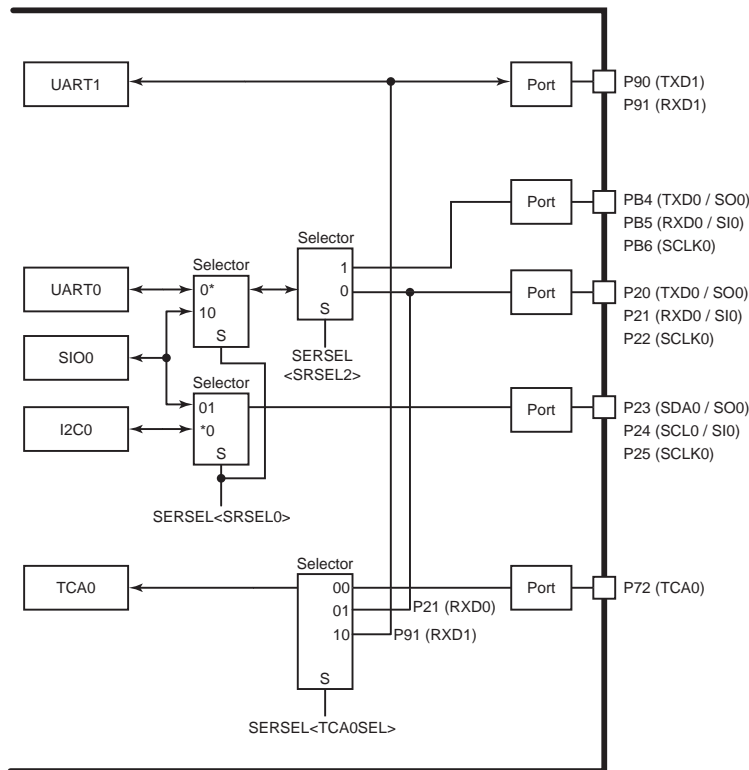 UART1
Port
P90 (TXD1)
P91 (RXD1)
Port
PB4 (TXD0 / SO0)
PB5 (RXD0 / SI0)
PB6 (SCLK0)
Selector
1
0
S
SERSEL
<SRSEL2>
Selector
0*
10
S
UART0
Port
P20 (TXD0 / SO0)
P21 (RXD0 / SI0)
P22 (SCLK0)
SIO0
Selector
01
*0
S
I2C0
Port
P23 (SDA0 / SO0)
P24 (SCL0 / SI0)
P25 (SCLK0)
SERSEL<SRSEL0>
Selector
TCA0
00
01
10
S
P21 (RXD0)
P91 (RXD1)
Port
P72 (TCA0)
SERSEL<TCA0SEL>